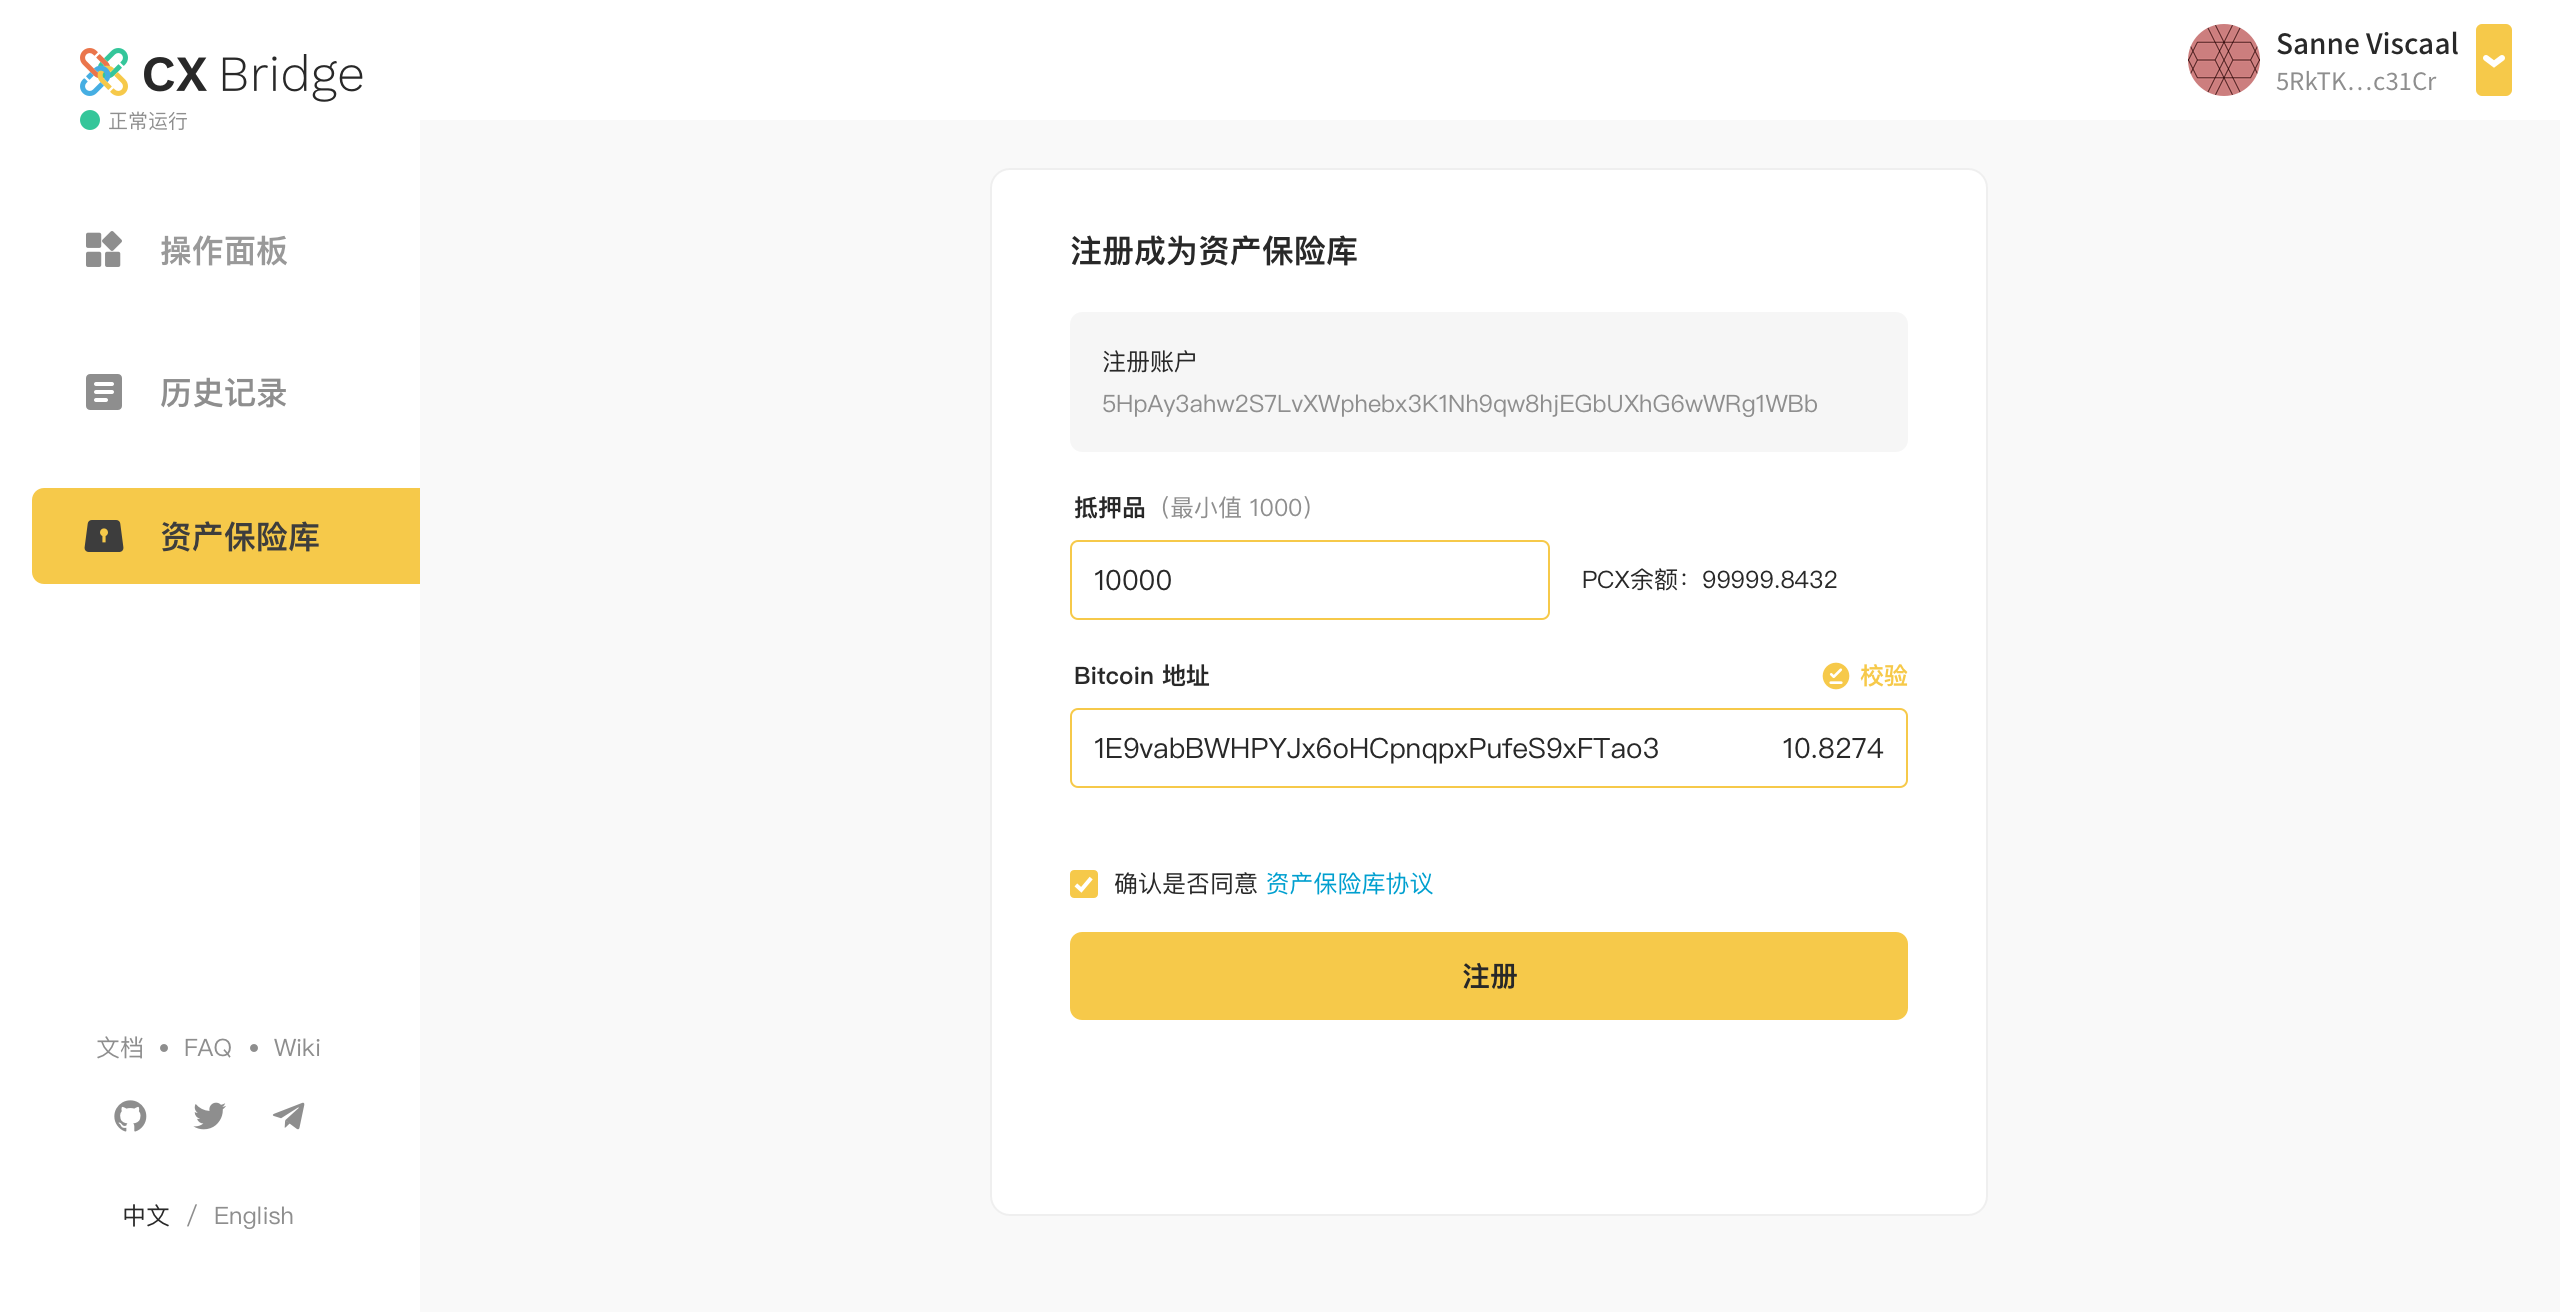 CX Bridge
正常运行
操作面板
历史记录
资产保险库
文档 • FAQ • Wiki
中文 / English
Sanne Viscaal
5RkTK...c31Cr
注册成为资产保险库
注册账户
5HpAy3ahw2S7LvXWphebx3K1Nh9qw8hjEGbUXhG6wWRg1WBb
抵押品（最小值 1000）
10000
PCX余额：99999.8432
Bitcoin 地址
校验
1E9vabBWHPYJx6oHCpnqpxPufeS9xFTao3 10.8274
确认是否同意 资产保险库协议
注册